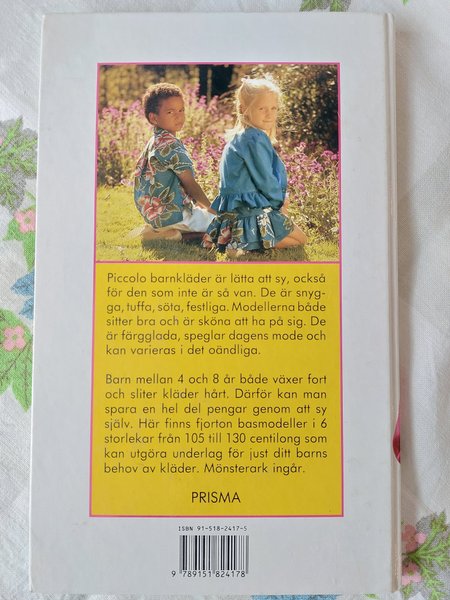 Piccolo barnkläder är lätta att sy, också
för den som inte är så van. De är snyg-
ga, tuffa, söta, festliga. Modellerna både
sitter bra och är sköna att ha på sig. De
är färgglada, speglar dagens mode och
kan varieras i det oändliga.
Barn mellan 4 och 8 år både växer fort
och sliter kläder hårt. Därför kan man
spara en hel del pengar genom att sy
själv. Här finns fjorton basmodeller i 6
storlekar från 105 till 130 centilong som
kan utgöra underlag för just ditt barns
behov av kläder. Mönsterark ingår.
PRISMA
ISBN 91-518-2417-5
9 789151 824178